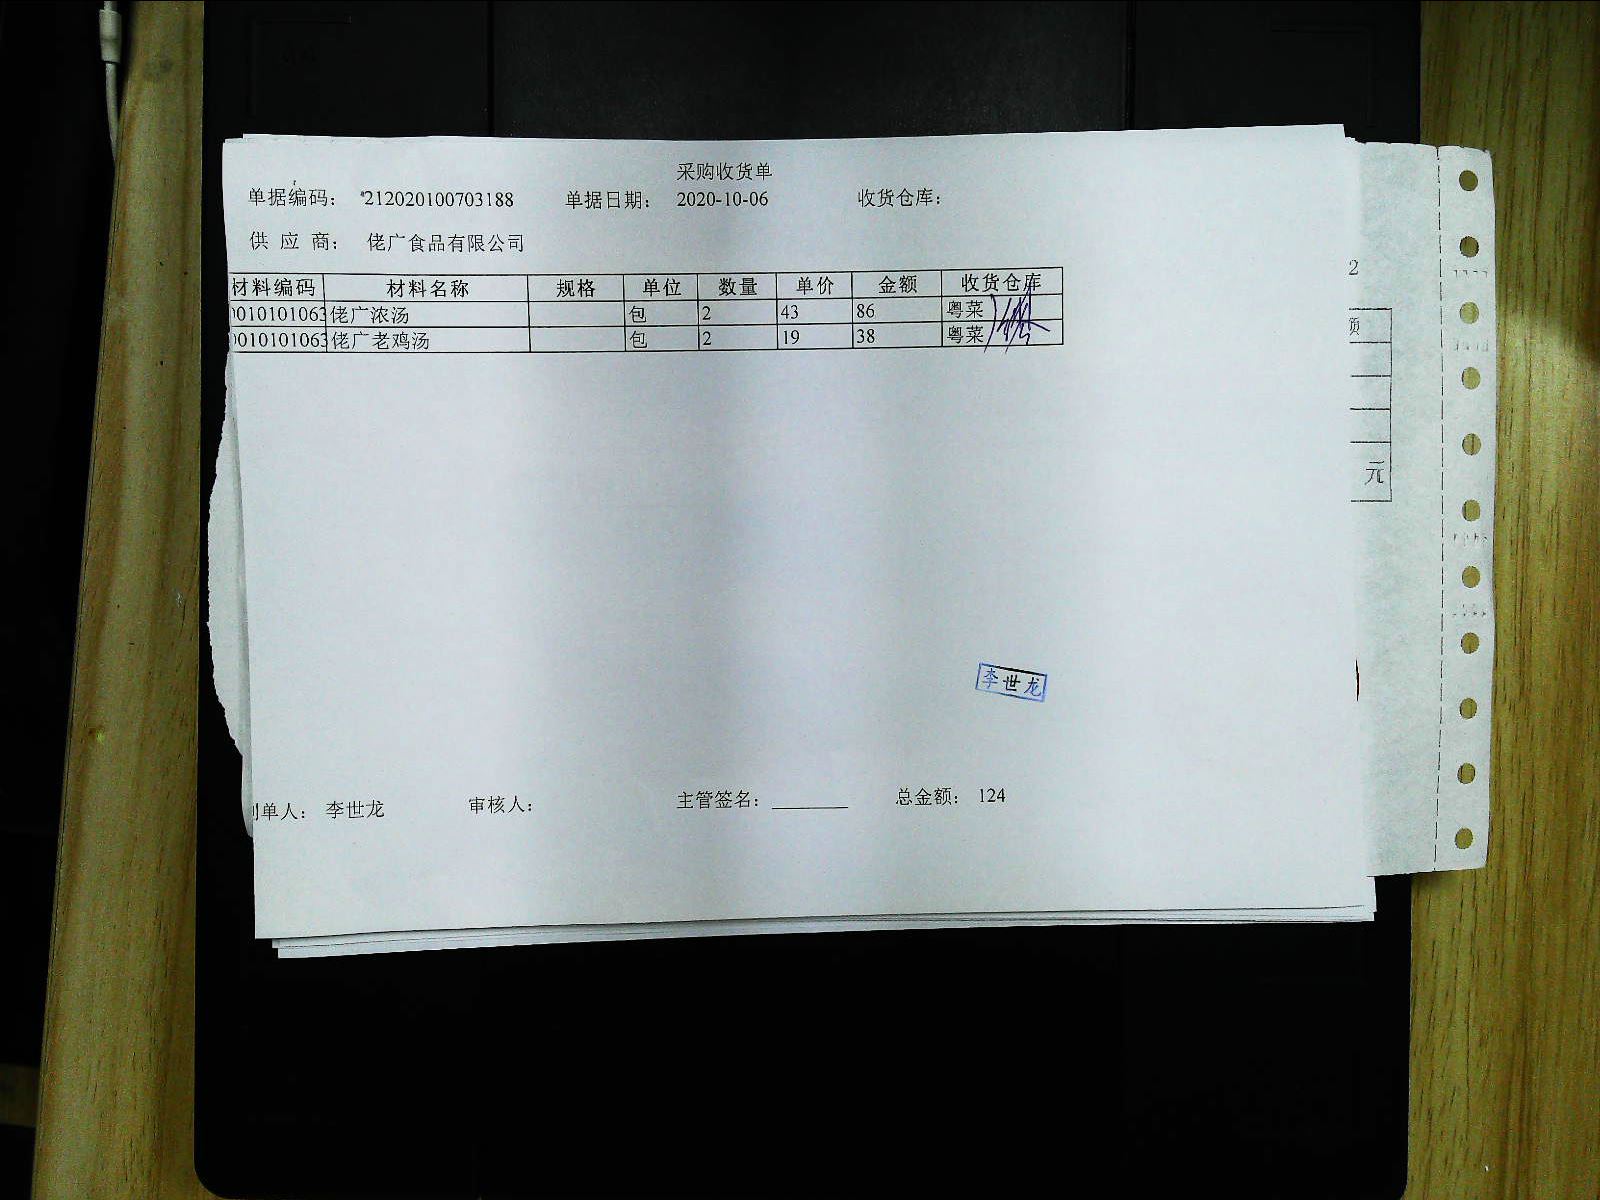 采购收货单
单据编码： 212020100703188 单据日期： 2020-10-06 收货仓库：
供 应 商： 佬广食品有限公司
材料编码 材料名称 规格 单位 数量 单价 金额 收货仓库
0010101063 佬广浓汤 包 2 43 86 粤菜
0010101063 佬广老鸡汤 包 2 19 38 粤菜
2
元
李世龙
制单人： 李世龙 审核人： 主管签名： 总金额： 124